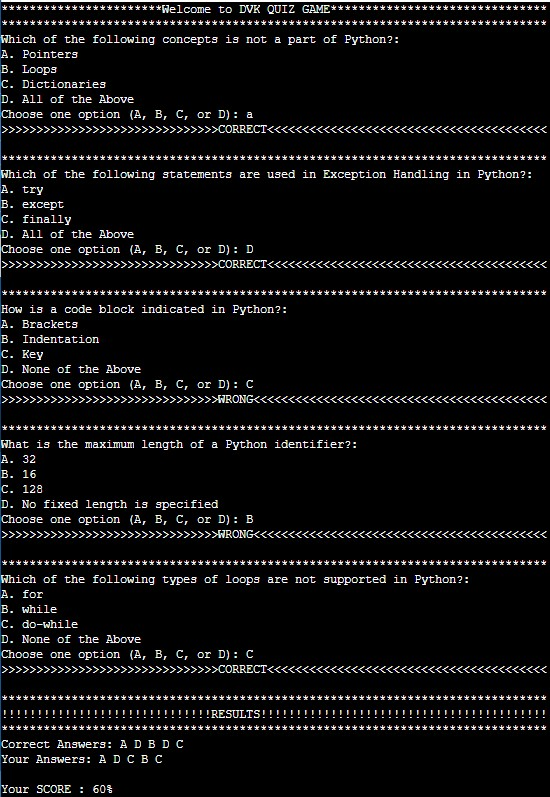 ***********************Welcome to DVK QUIZ GAME*******************************
******************************************************************************
Which of the following concepts is not a part of Python?:
A. Pointers
B. Loops
C. Dictionaries
D. All of the Above
Choose one option (A, B, C, or D): a
>>>>>>>>>>>>>>>>>>>>>>>>>>>>>>>CORRECT<<<<<<<<<<<<<<<<<<<<<<<<<<<<<<<<<<<<<<<<
******************************************************************************
Which of the following statements are used in Exception Handling in Python?:
A. try
B. except
C. finally
D. All of the Above
Choose one option (A, B, C, or D): D
>>>>>>>>>>>>>>>>>>>>>>>>>>>>>>>CORRECT<<<<<<<<<<<<<<<<<<<<<<<<<<<<<<<<<<<<<<<<
******************************************************************************
How is a code block indicated in Python?:
A. Brackets
B. Indentation
C. Key
D. None of the Above
Choose one option (A, B, C, or D): C
>>>>>>>>>>>>>>>>>>>>>>>>>>>>>>>WRONG<<<<<<<<<<<<<<<<<<<<<<<<<<<<<<<<<<<<<<<<<<
******************************************************************************
What is the maximum length of a Python identifier?:
A. 32
B. 16
C. 128
D. No fixed length is specified
Choose one option (A, B, C, or D): B
>>>>>>>>>>>>>>>>>>>>>>>>>>>>>>>WRONG<<<<<<<<<<<<<<<<<<<<<<<<<<<<<<<<<<<<<<<<<<
******************************************************************************
Which of the following types of loops are not supported in Python?:
A. for
B. while
C. do-while
D. None of the Above
Choose one option (A, B, C, or D): C
>>>>>>>>>>>>>>>>>>>>>>>>>>>>>>>CORRECT<<<<<<<<<<<<<<<<<<<<<<<<<<<<<<<<<<<<<<<<
******************************************************************************
!!!!!!!!!!!!!!!!!!!!!!!!!!!!!!RESULTS!!!!!!!!!!!!!!!!!!!!!!!!!!!!!!!!!!!!!!!!!
******************************************************************************
Correct Answers: A D B D C
Your Answers: A D C B C
Your SCORE : 60%